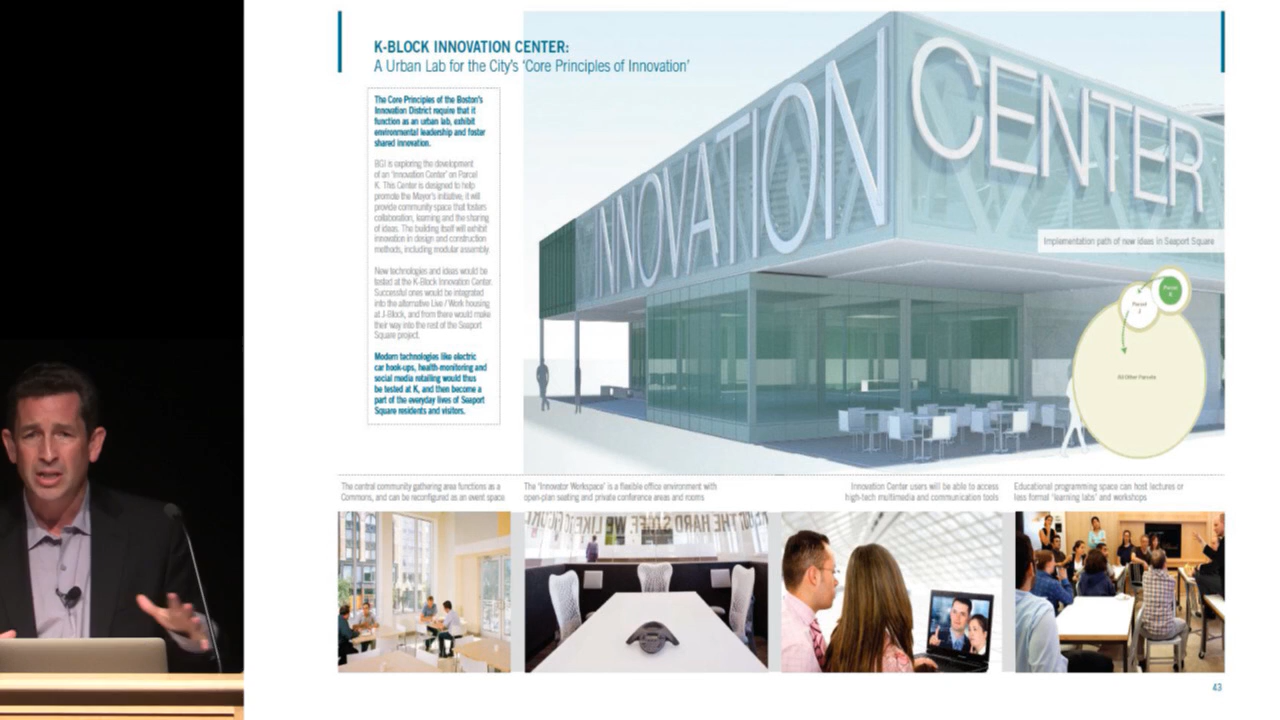 K-BLOCK INNOVATION CENTER:
A Urban Lab for the City's 'Core Principles of Innovation'
The Core Principles of the Boston's
Innovation District require that it
function as an urban lab, exhibit
environmental leadership and foster
shared innovation.
BGI is exploring the development
of an 'Innovation Center' on Parcel
K. This Center is designed to help
promote the Mayor's initiative; it will
provide community space that fosters
collaboration, learning and the sharing
of ideas. The building itself will exhibit
innovation in design and construction
methods, including modular assembly.
New technologies and ideas would be
tested at the K-Block Innovation Center.
Successful ones would be integrated
into the alternative Live / Work housing
at J-Block, and from there would make
their way into the rest of the Seaport
Square project.
Modern technologies like electric
car hook-ups, health-monitoring and
social media retailing would thus
be tested at K, and then become a
part of the everyday lives of Seaport
Square residents and visitors.
INNOVATION CENTER
Implementation path of new ideas in Seaport Square
Parcel
K
Parcel
J
All Other Parcels
The central community gathering area functions as a
Commons, and can be reconfigured as an event space
The 'Innovator Workspace' is a flexible office environment with
open-plan seating and private conference areas and rooms
Innovation Center users will be able to access
high-tech multimedia and communication tools
Educational programming space can host lectures or
less formal 'learning labs' and workshops
THE HARD STUFF WE LIKE
43